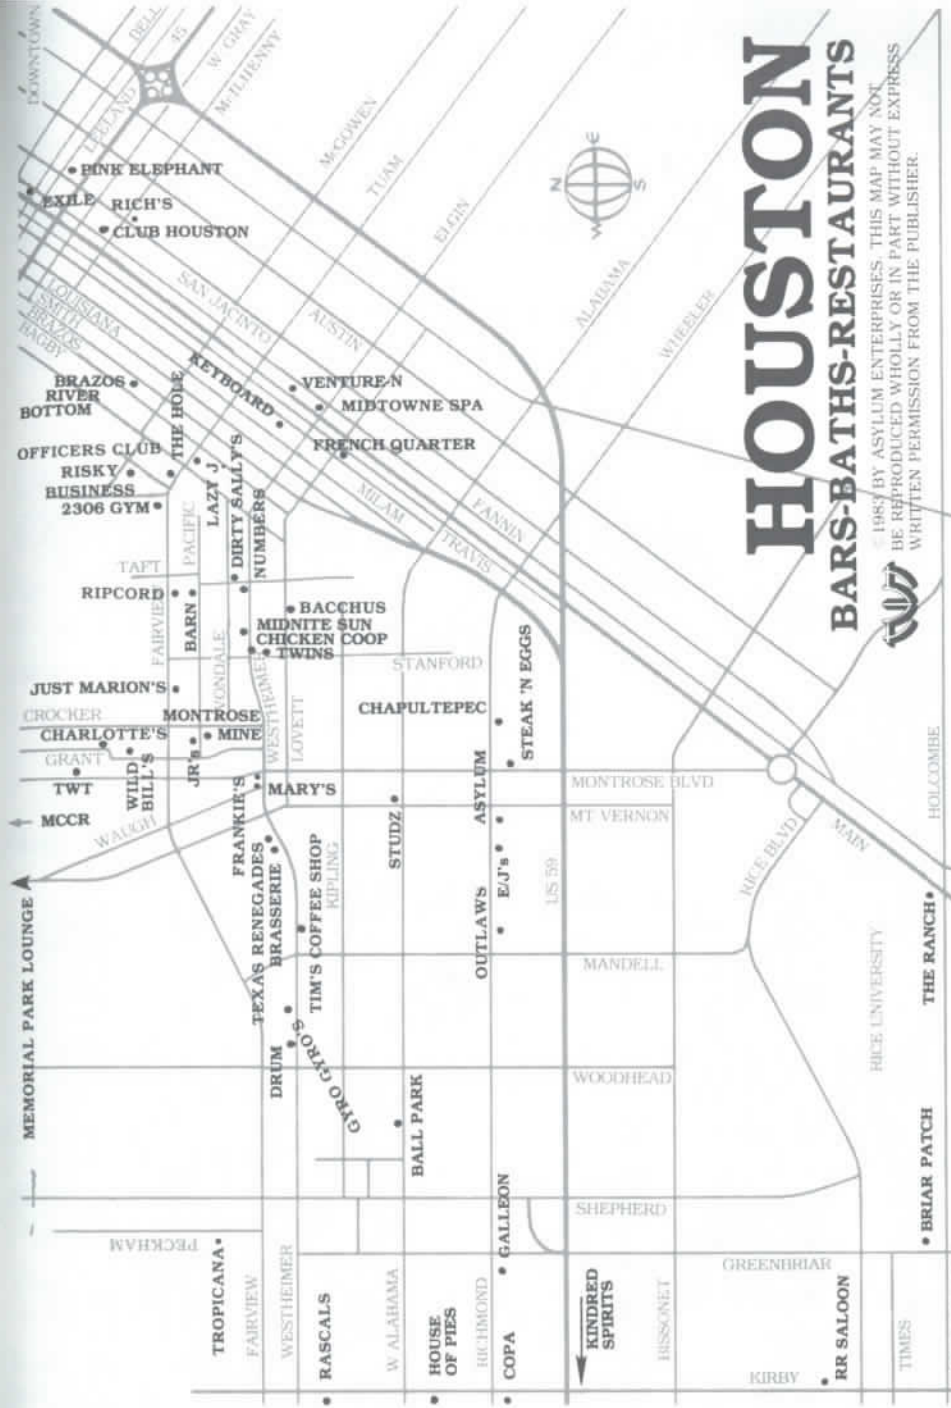 HOUSTON
BARS-BATHS-RESTAURANTS
©1983 BY ASYLUM ENTERPRISES. THIS MAP MAY NOT
BE REPRODUCED WHOLLY OR IN PART WITHOUT EXPRESS
WRITTEN PERMISSION FROM THE PUBLISHER.
N
E
S
W
DOWNTOWN
DELL
45
W. GRAY
McILHENNY
LELAND
McGOWEN
TUAM
ELGIN
ALABAMA
WHEELER
PINK ELEPHANT
EXILE
RICH'S
CLUB HOUSTON
LOUISIANA
SMITH
BRAZOS
BAGBY
SAN JACINTO
AUSTIN
BRAZOS
RIVER
BOTTOM
THE HOLE
KEYBOARD
VENTURE-N
MIDTOWNE SPA
FRENCH QUARTER
OFFICERS CLUB
RISKY
BUSINESS
2306 GYM
LAZY J
DIRTY SALLY'S
NUMBERS
MILAM
TRAVIS
FANNIN
PACIFIC
TAFT
RIPCORD
FAIRVIEW
BARN
BACCHUS
MIDNITE SUN
CHICKEN COOP
TWINS
STANFORD
AVONDALE
WESTHEIMER
LOVETT
JUST MARION'S
CROCKER
MONTROSE
MINE
CHARLOTTE'S
GRANT
TWT
WILD
BILL'S
JR's
CHAPULTEPEC
STEAK 'N EGGS
MCCR
WAUGH
FRANKIE'S
MARY'S
STUDZ
ASYLUM
MONTROSE BLVD
MT VERNON
RICE BLVD
MAIN
HOLCOMBE
MEMORIAL PARK LOUNGE
TEXAS RENEGADES
BRASSERIE
TIM'S COFFEE SHOP
KIPLING
OUTLAW'S
E/J's
US 59
MANDELL
RICE UNIVERSITY
THE RANCH
DRUM
GYRO GYRO'S
BALL PARK
WOODHEAD
GALLEON
SHEPHERD
BRIAR PATCH
PECKHAM
TROPICANA
FAIRVIEW
WESTHEIMER
RASCALS
W ALABAMA
HOUSE
OF PIES
RICHMOND
COPA
KINDRED
SPIRITS
BISSONET
GREENBRIAR
KIRBY
RR SALOON
TIMES